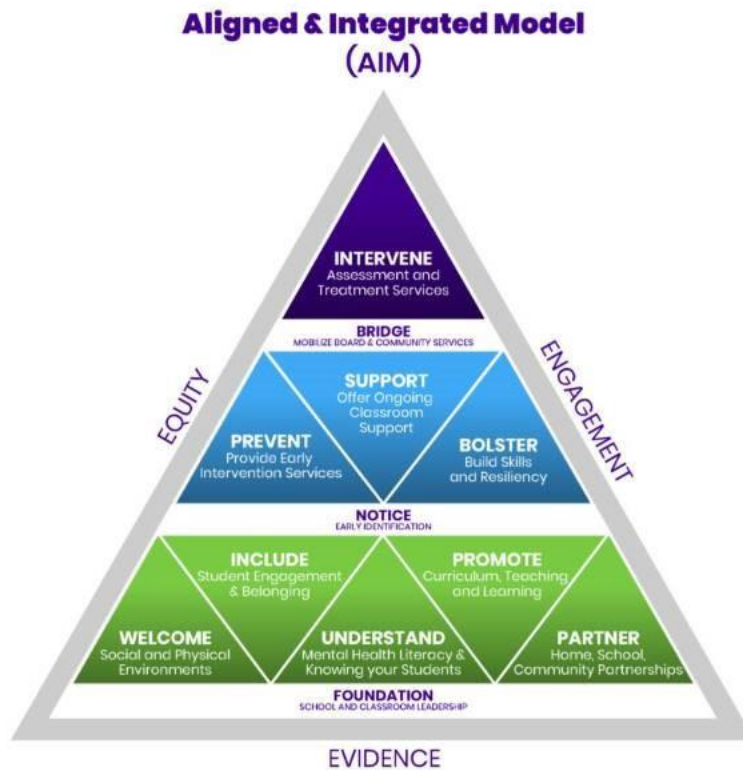 Aligned & Integrated Model
(AIM)
INTERVENE
Assessment and
Treatment Services
BRIDGE
MOBILIZE BOARD & COMMUNITY SERVICES
EQUITY
ENGAGEMENT
SUPPORT
Offer Ongoing
Classroom
Support
PREVENT
Provide Early
Intervention Services
BOLSTER
Build Skills
and Resiliency
NOTICE
EARLY IDENTIFICATION
INCLUDE
Student Engagement
& Belonging
PROMOTE
Curriculum, Teaching
and Learning
WELCOME
Social and Physical
Environments
UNDERSTAND
Mental Health Literacy &
Knowing your Students
PARTNER
Home, School,
Community Partnerships
FOUNDATION
SCHOOL AND CLASSROOM LEADERSHIP
EVIDENCE